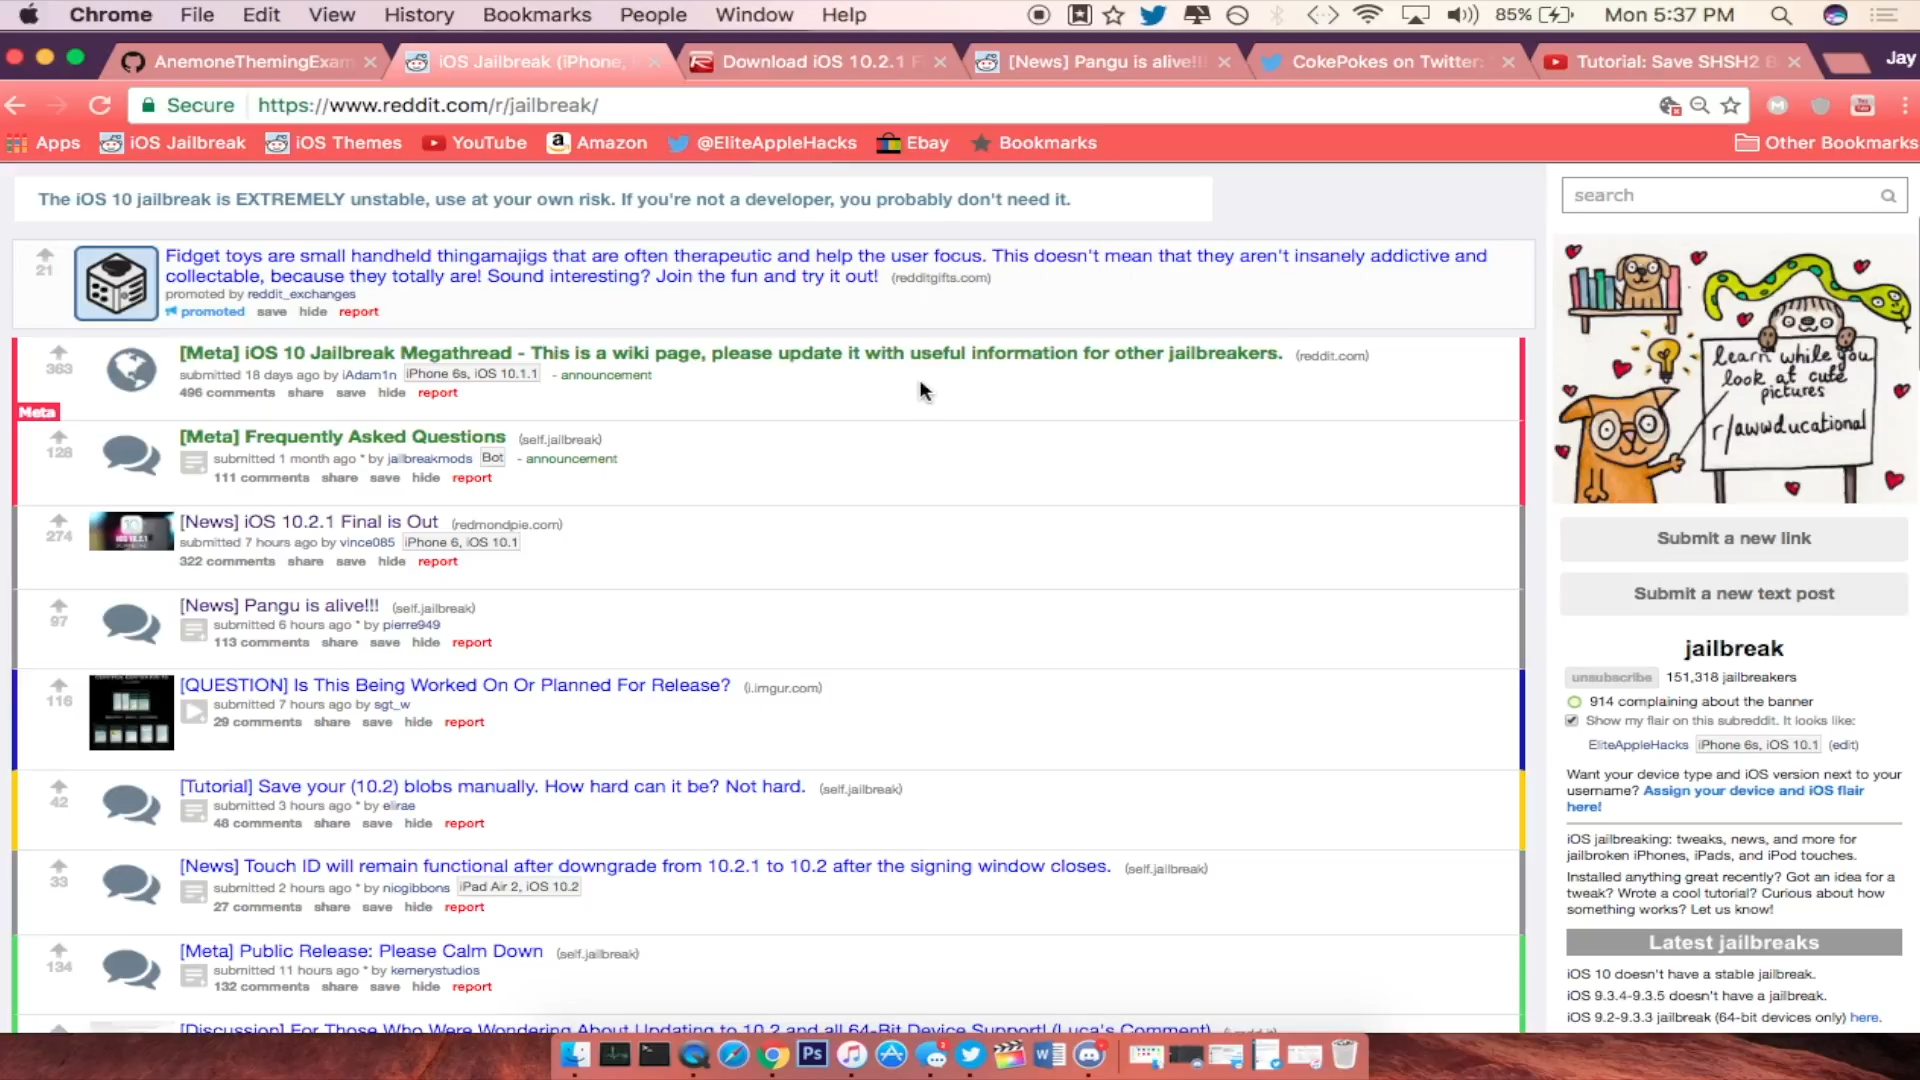 Chrome File Edit View History Bookmarks People Window Help 85% Mon 5:37 PM
AnemoneThemingExam iOS Jailbreak (iPhone, Download iOS 10.2.1 F [News] Pangu is alive!!! CokePokes on Twitter: Tutorial: Save SHSH2 B Jay
Secure https://www.reddit.com/r/jailbreak/
Apps iOS Jailbreak iOS Themes YouTube Amazon @EliteAppleHacks Ebay Bookmarks Other Bookmarks
The iOS 10 jailbreak is EXTREMELY unstable, use at your own risk. If you're not a developer, you probably don't need it.
21
Fidget toys are small handheld thingamajigs that are often therapeutic and help the user focus. This doesn't mean that they aren't insanely addictive and
collectable, because they totally are! Sound interesting? Join the fun and try it out! (redditgifts.com)
promoted by reddit_exchanges
promoted save hide report
363
[Meta] iOS 10 Jailbreak Megathread - This is a wiki page, please update it with useful information for other jailbreakers. (reddit.com)
submitted 18 days ago by iAdam1n iPhone 6s, iOS 10.1.1 - announcement
496 comments share save hide report
Meta
128
[Meta] Frequently Asked Questions (self.jailbreak)
submitted 1 month ago * by jailbreakmods Bot - announcement
111 comments share save hide report
274
[News] iOS 10.2.1 Final is Out (redmondpie.com)
submitted 7 hours ago by vince085 iPhone 6, iOS 10.1
322 comments share save hide report
97
[News] Pangu is alive!!! (self.jailbreak)
submitted 6 hours ago * by pierre949
113 comments share save hide report
116
[QUESTION] Is This Being Worked On Or Planned For Release? (i.imgur.com)
submitted 7 hours ago by sgt_w
29 comments share save hide report
42
[Tutorial] Save your (10.2) blobs manually. How hard can it be? Not hard. (self.jailbreak)
submitted 3 hours ago * by elirae
48 comments share save hide report
33
[News] Touch ID will remain functional after downgrade from 10.2.1 to 10.2 after the signing window closes. (self.jailbreak)
submitted 2 hours ago * by niogibbons iPad Air 2, iOS 10.2
27 comments share save hide report
134
[Meta] Public Release: Please Calm Down (self.jailbreak)
submitted 11 hours ago * by kemerystudios
132 comments share save hide report
[Discussion] For Those Who Were Wondering About Updating to 10.2 and all 64-Bit Device Support! (Luca's Comment)
search
learn while you
look at cute
pictures
r/awwducational
Submit a new link
Submit a new text post
jailbreak
unsubscribe 151,318 jailbreakers
914 complaining about the banner
Show my flair on this subreddit. It looks like:
EliteAppleHacks iPhone 6s, iOS 10.1 (edit)
Want your device type and iOS version next to your
username? Assign your device and iOS flair
here!
iOS jailbreaking: tweaks, news, and more for
jailbroken iPhones, iPads, and iPod touches.
Installed anything great recently? Got an idea for a
tweak? Wrote a cool tutorial? Curious about how
something works? Let us know!
Latest jailbreaks
iOS 10 doesn't have a stable jailbreak.
iOS 9.3.4-9.3.5 doesn't have a jailbreak.
iOS 9.2-9.3.3 jailbreak (64-bit devices only) here.
Ps